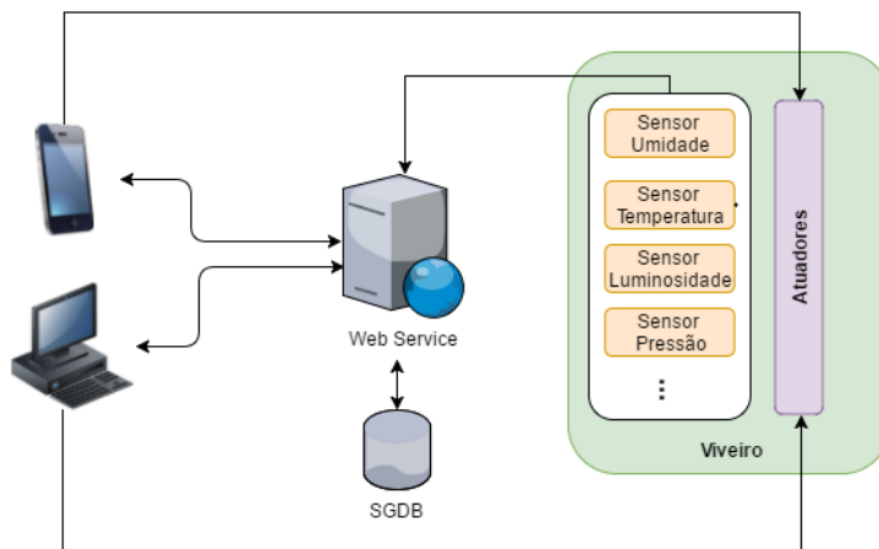 Sensor
Umidade
Sensor
Temperatura
Sensor
Luminosidade
Sensor
Pressão
...
Atuadores
Viveiro
Web Service
SGDB